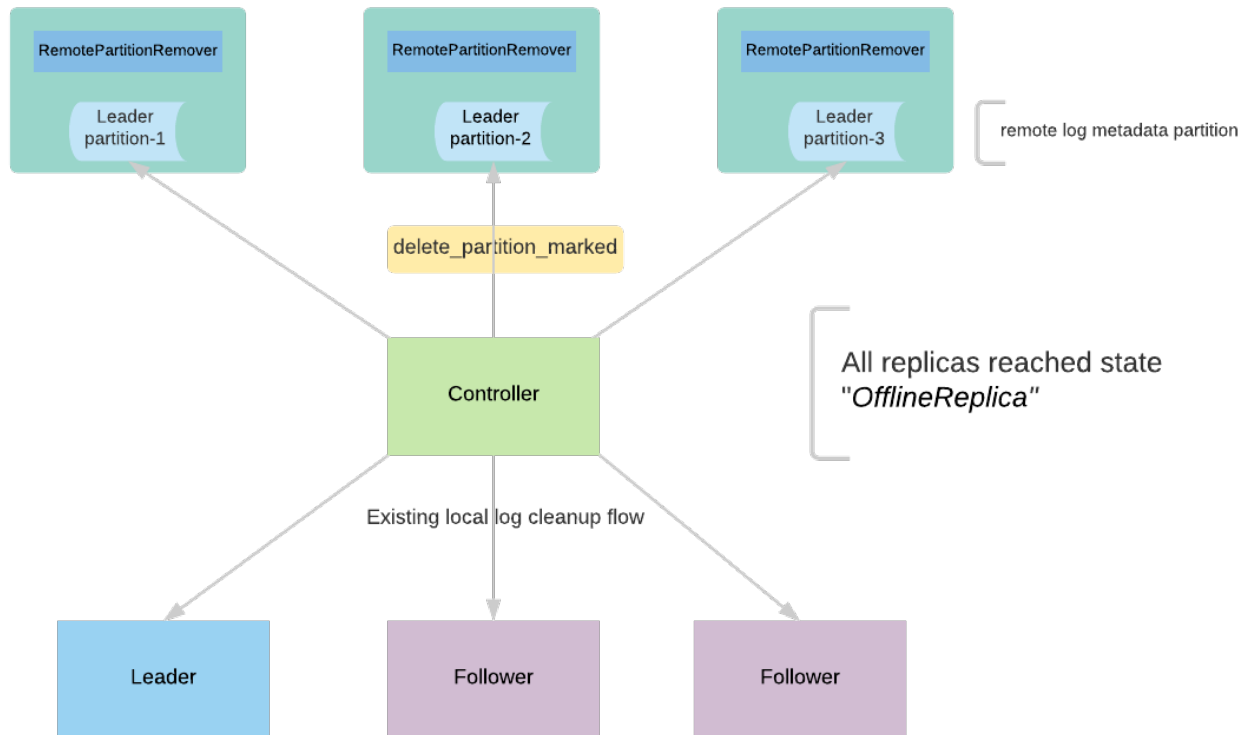 RemotePartitionRemover
RemotePartitionRemover
RemotePartitionRemover
Leader
partition-1
Leader
partition-2
Leader
partition-3
remote log metadata partition
delete_partition_marked
Controller
All replicas reached state
"OfflineReplica"
Existing local log cleanup flow
Leader
Follower
Follower